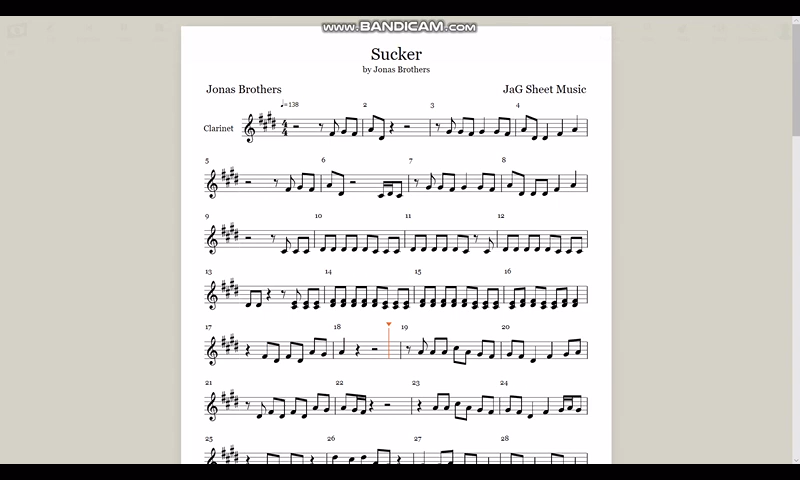 www.BANDICAM.com
Sucker
by Jonas Brothers
Jonas Brothers JaG Sheet Music
♩=138 2 3 4
Clarinet 4/4
5 6 7 8
9 10 11 12
13 14 15 16
17 18 19 20
21 22 23 24
25 26 27 28